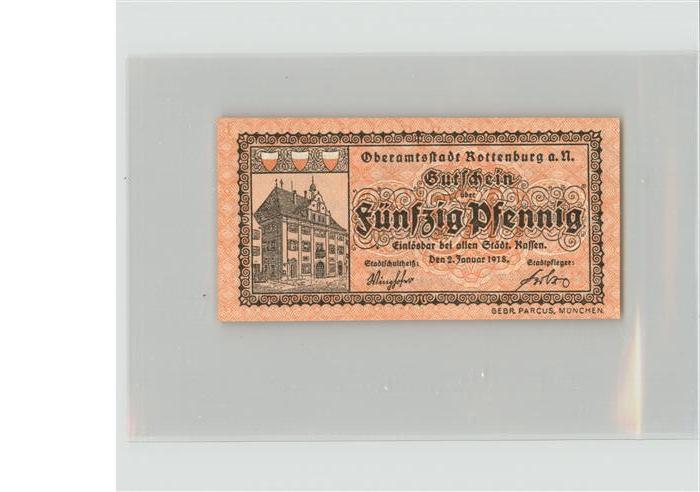 Oberamtsstadt Rottenburg a.N.
Gutschein
über
Fünfzig Pfennig
Einlösbar bei allen Städt. Kassen.
Den 2. Januar 1918.
Stadtschultheiß:
Stadtpfleger:
Winghofer
GEBR. PARCUS, MÜNCHEN.